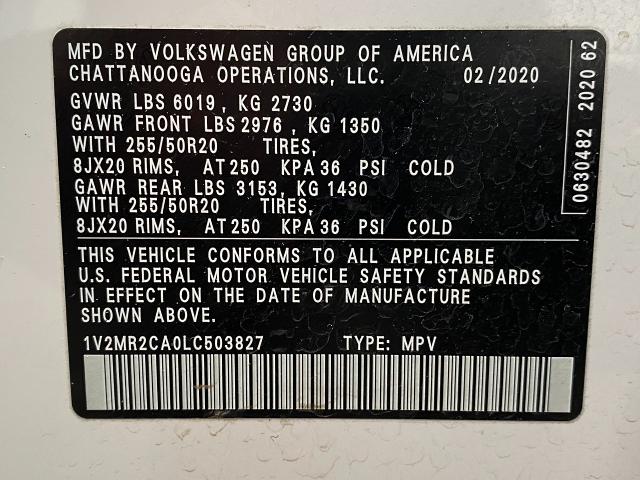 MFD BY VOLKSWAGEN GROUP OF AMERICA
CHATTANOOGA OPERATIONS, LLC. 02/2020
GVWR LBS 6019 , KG 2730
GAWR FRONT LBS 2976 , KG 1350
WITH 255/50R20 TIRES,
8JX20 RIMS, AT 250 KPA 36 PSI COLD
GAWR REAR LBS 3153, KG 1430
WITH 255/50R20 TIRES,
8JX20 RIMS, AT 250 KPA 36 PSI COLD
THIS VEHICLE CONFORMS TO ALL APPLICABLE
U.S. FEDERAL MOTOR VEHICLE SAFETY STANDARDS
IN EFFECT ON THE DATE OF MANUFACTURE
SHOWN ABOVE.
1V2MR2CA0LC503827 TYPE: MPV
0630482 2020 62